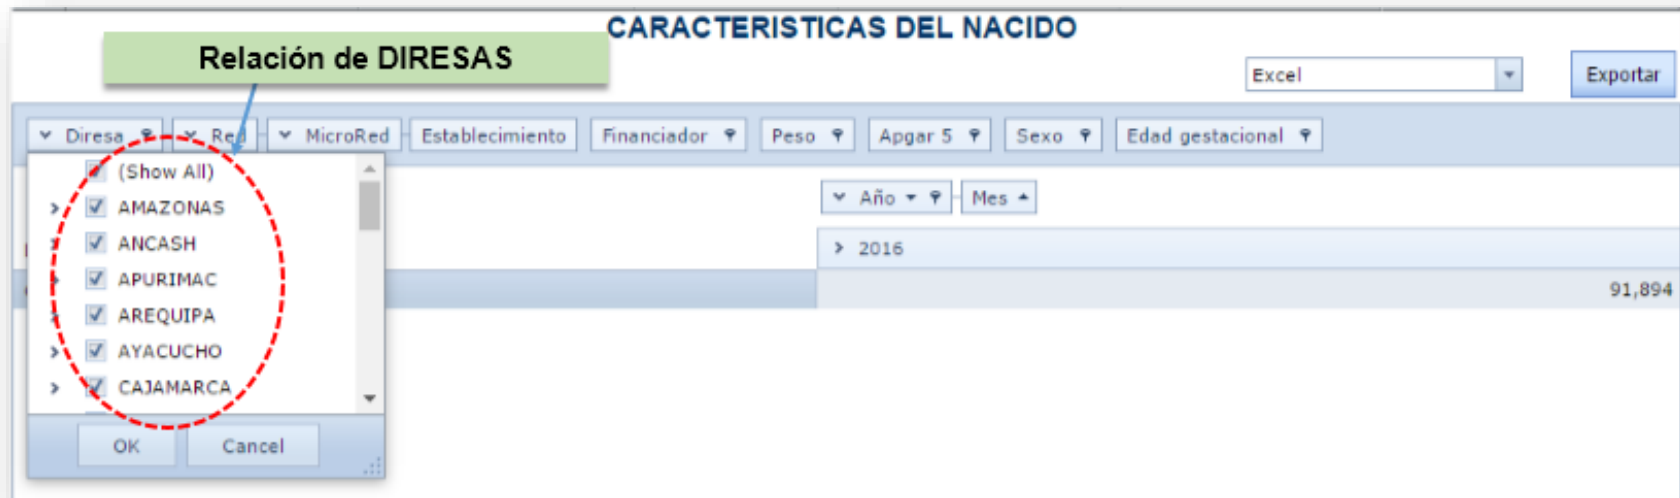 CARACTERISTICAS DEL NACIDO
Relación de DIRESAS
Excel
Exportar
Diresa Red MicroRed Establecimiento Financiador Peso Apgar 5 Sexo Edad gestacional
(Show All)
AMAZONAS
ANCASH
APURIMAC
AREQUIPA
AYACUCHO
CAJAMARCA
OK Cancel
Año Mes
2016
91,894